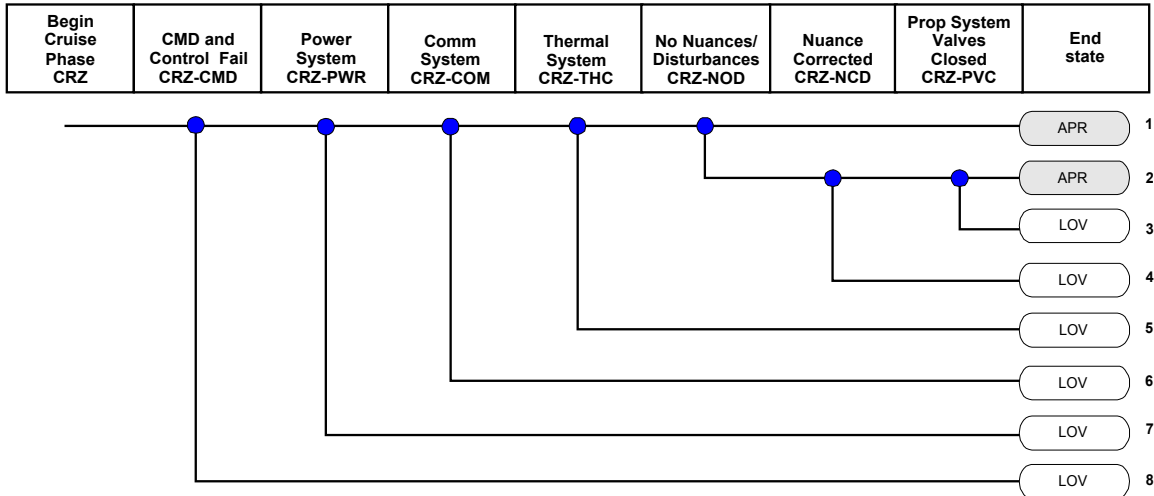 Begin
Cruise
Phase
CRZ
CMD and
Control Fail
CRZ-CMD
Power
System
CRZ-PWR
Comm
System
CRZ-COM
Thermal
System
CRZ-THC
No Nuances/
Disturbances
CRZ-NOD
Nuance
Corrected
CRZ-NCD
Prop System
Valves
Closed
CRZ-PVC
End
state
APR 1
APR 2
LOV 3
LOV 4
LOV 5
LOV 6
LOV 7
LOV 8